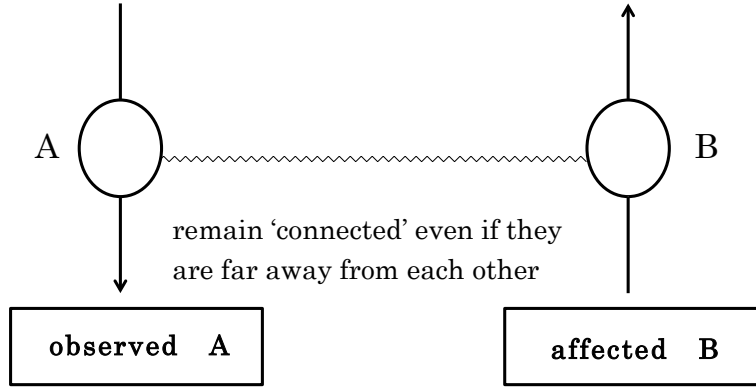 A
B
remain ‘connected’ even if they
are far away from each other
observed A
affected B